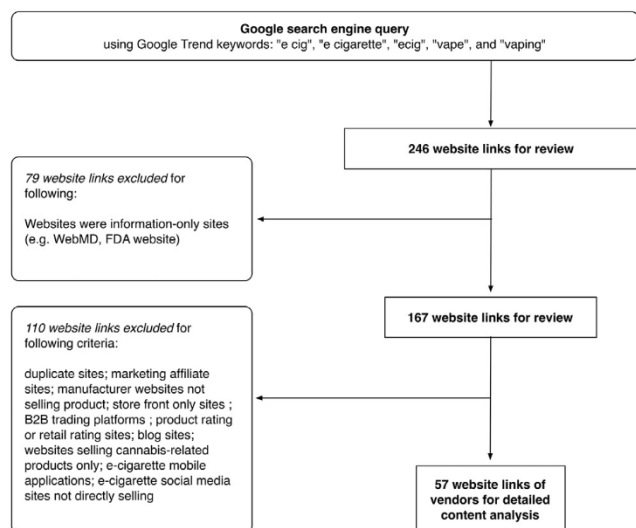 Google search engine query
using Google Trend keywords: "e cig", "e cigarette", "ecig", "vape", and "vaping"
246 website links for review
79 website links excluded for
following:
Websites were information-only sites
(e.g. WebMD, FDA website)
167 website links for review
110 website links excluded for
following criteria:
duplicate sites; marketing affiliate
sites; manufacturer websites not
selling product; store front only sites ;
B2B trading platforms ; product rating
or retail rating sites; blog sites;
websites selling cannabis-related
products only; e-cigarette mobile
applications; e-cigarette social media
sites not directly selling
57 website links of
vendors for detailed
content analysis